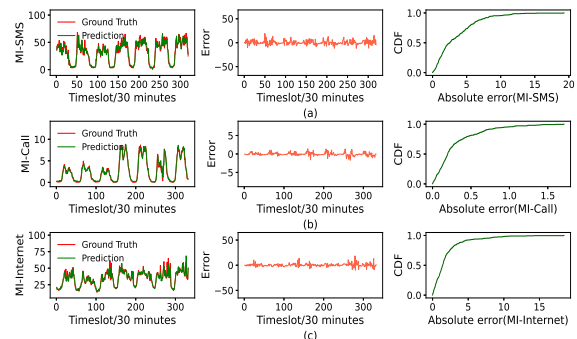 MI-SMS
100
50
0
Ground Truth
Prediction
0 50 100 150 200 250 300
Timeslot/30 minutes
Error
50
0
−50
0 50 100 150 200 250 300
Timeslot/30 minutes
CDF
1.0
0.5
0.0
0 5 10 15 20
Absolute error(MI-SMS)
(a)
MI-Call
10
5
0
Ground Truth
Prediction
0 100 200 300
Timeslot/30 minutes
Error
5
0
−5
0 100 200 300
Timeslot/30 minutes
CDF
1.0
0.5
0.0
0.0 0.5 1.0 1.5
Absolute error(MI-Call)
(b)
MI-Internet
100
75
50
25
Ground Truth
Prediction
0 100 200 300
Timeslot/30 minutes
Error
50
0
−50
0 100 200 300
Timeslot/30 minutes
CDF
1.0
0.5
0.0
0 5 10 15
Absolute error(MI-Internet)
(c)